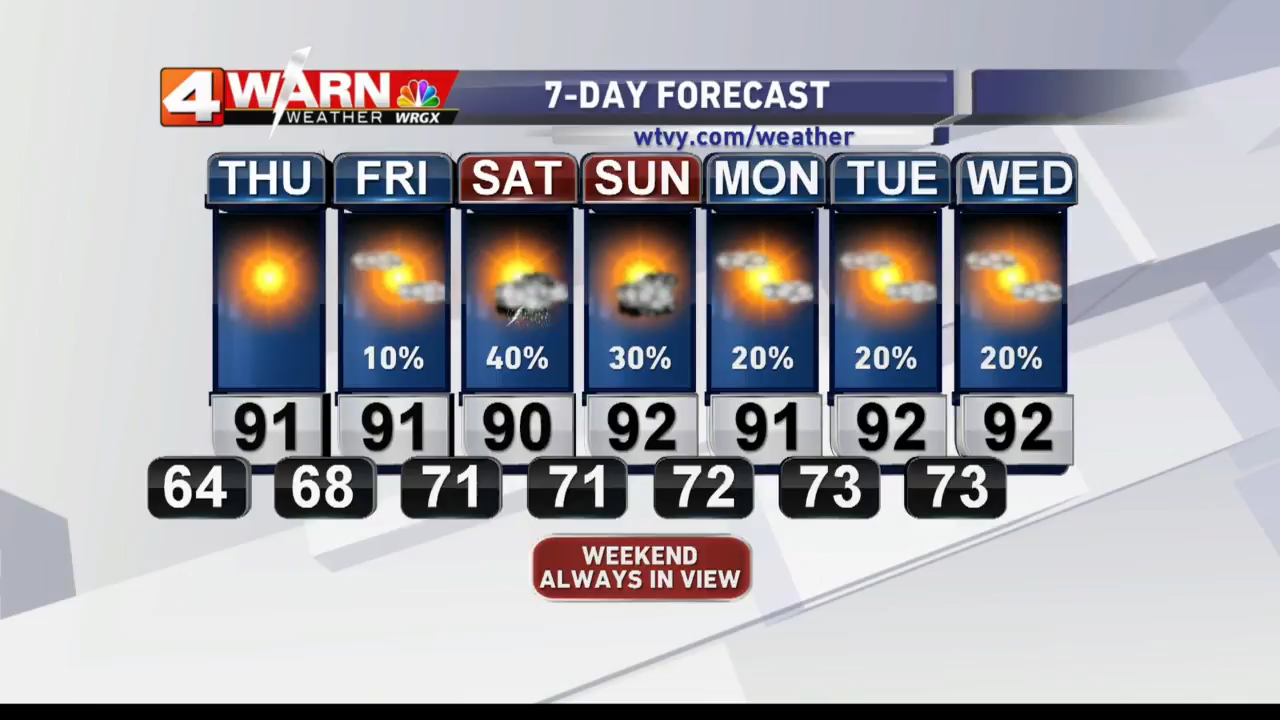 4WARN
WEATHER WRGX
7-DAY FORECAST
wtvy.com/weather
THU FRI SAT SUN MON TUE WED
10% 40% 30% 20% 20% 20%
91 91 90 92 91 92 92
64 68 71 71 72 73 73
WEEKEND
ALWAYS IN VIEW